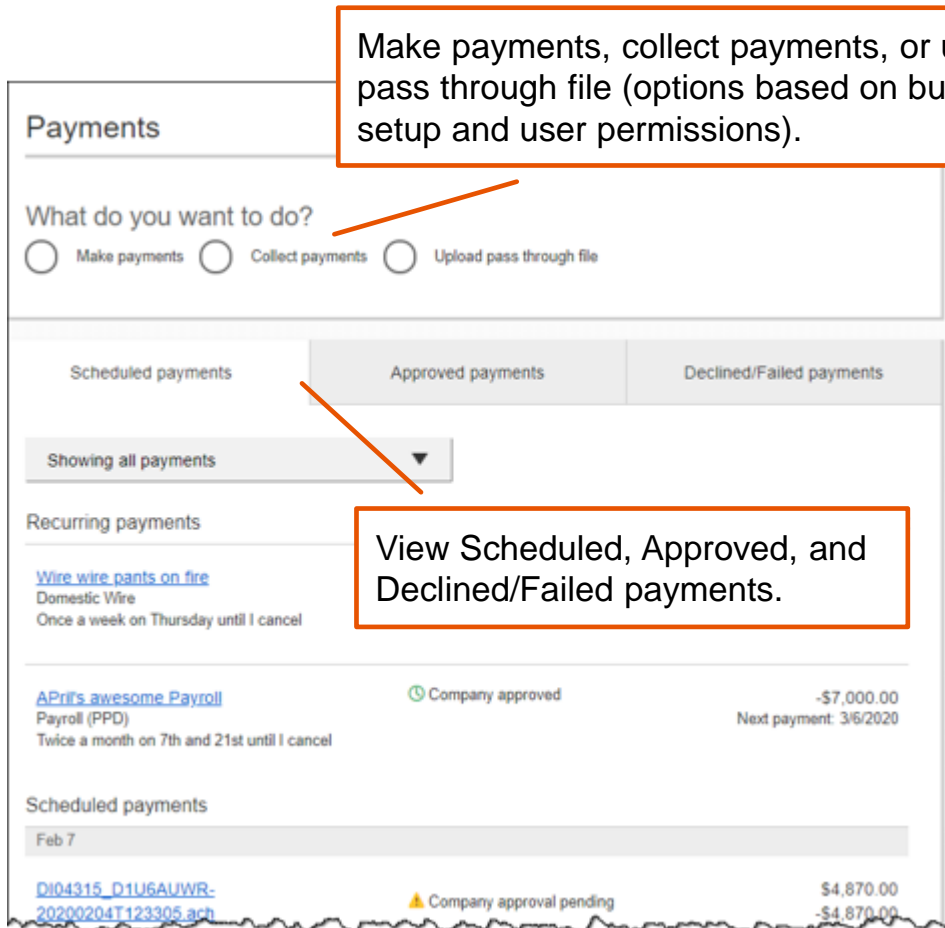 Make payments, collect payments, or
pass through file (options based on
setup and user permissions).
Payments
What do you want to do?
Make payments Collect payments Upload pass through file
Scheduled payments Approved payments Declined/Failed payments
Showing all payments
Recurring payments
View Scheduled, Approved, and
Declined/Failed payments.
Wire wire pants on fire
Domestic Wire
Once a week on Thursday until I cancel
APril's awesome Payroll Company approved -$7,000.00
Payroll (PPD) Next payment: 3/6/2020
Twice a month on 7th and 21st until I cancel
Scheduled payments
Feb 7
DI04315_D1U6AUWR- Company approval pending $4,870.00
20200204T123305.ach -$4,870.00